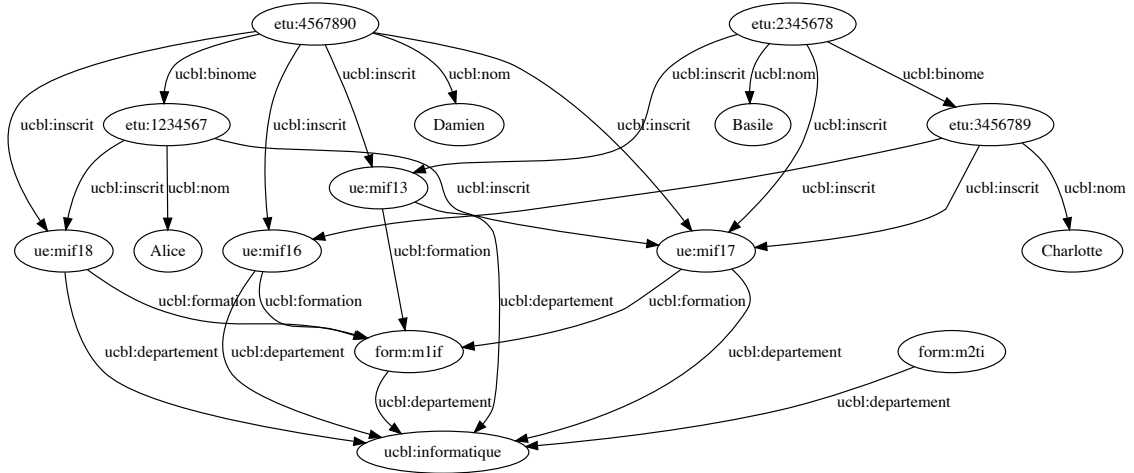 etu:4567890
etu:2345678
ucbl:binome
ucbl:inscrit
ucbl:nom
ucbl:inscrit
ucbl:nom
ucbl:binome
ucbl:inscrit
ucbl:inscrit
ucbl:inscrit
ucbl:inscrit
etu:1234567
Damien
Basile
etu:3456789
ucbl:inscrit
ucbl:nom
ue:mif13
ucbl:inscrit
ucbl:inscrit
ucbl:inscrit
ucbl:nom
ue:mif18
Alice
ue:mif16
ucbl:formation
ue:mif17
Charlotte
ucbl:formation
ucbl:formation
ucbl:departement
ucbl:formation
ucbl:departement
ucbl:departement
form:m1if
ucbl:departement
form:m2ti
ucbl:departement
ucbl:departement
ucbl:informatique